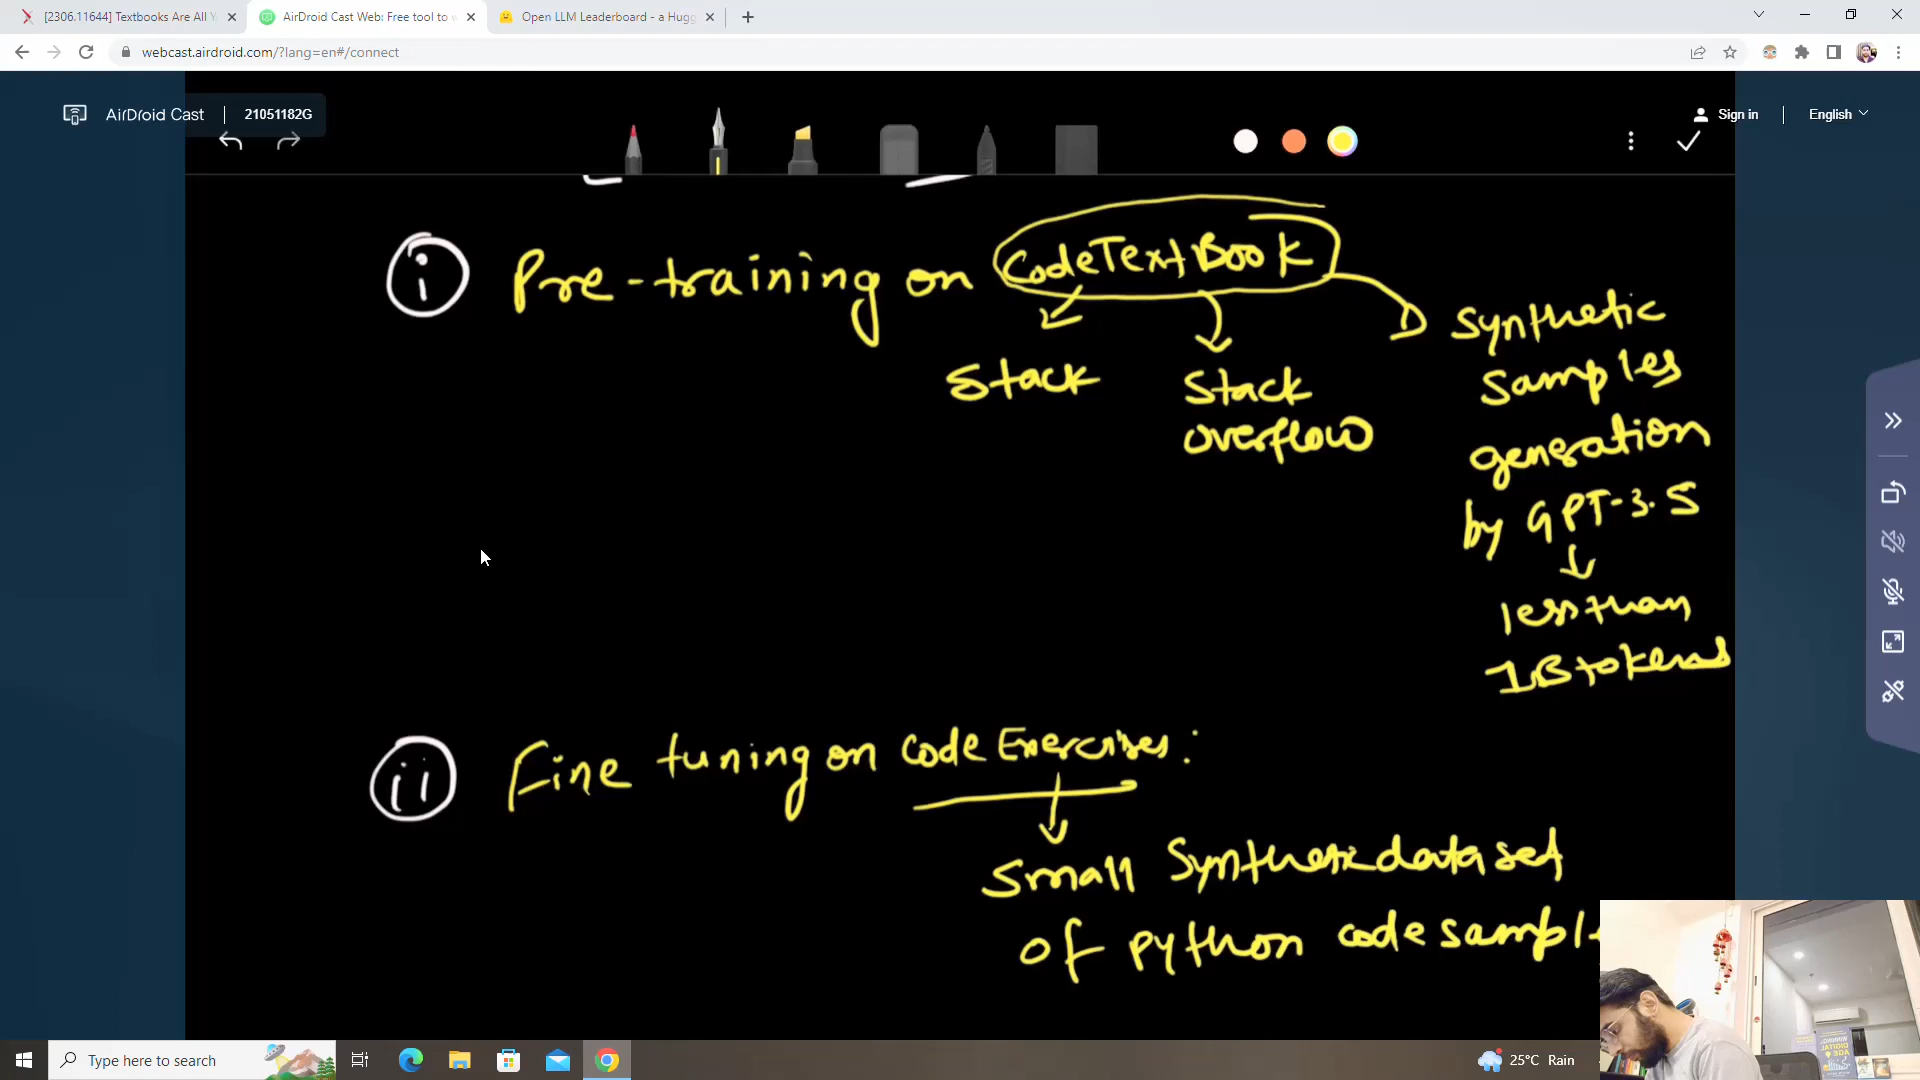 [2306.11644] Textbooks Are All Y
AirDroid Cast Web: Free tool to
Open LLM Leaderboard - a Hugg
webcast.airdroid.com/?lang=en#/connect
AirDroid Cast
21051182G
Sign in
English
i
Pre-training on CodeTextBook
Stack
Stack
overflow
Synthetic
Samples
generation
by GPT-3.5
less than
1B tokens
ii
Fine tuning on Code Exercises:
Small Synthetic data set
of python code sampl
Type here to search
25°C Rain